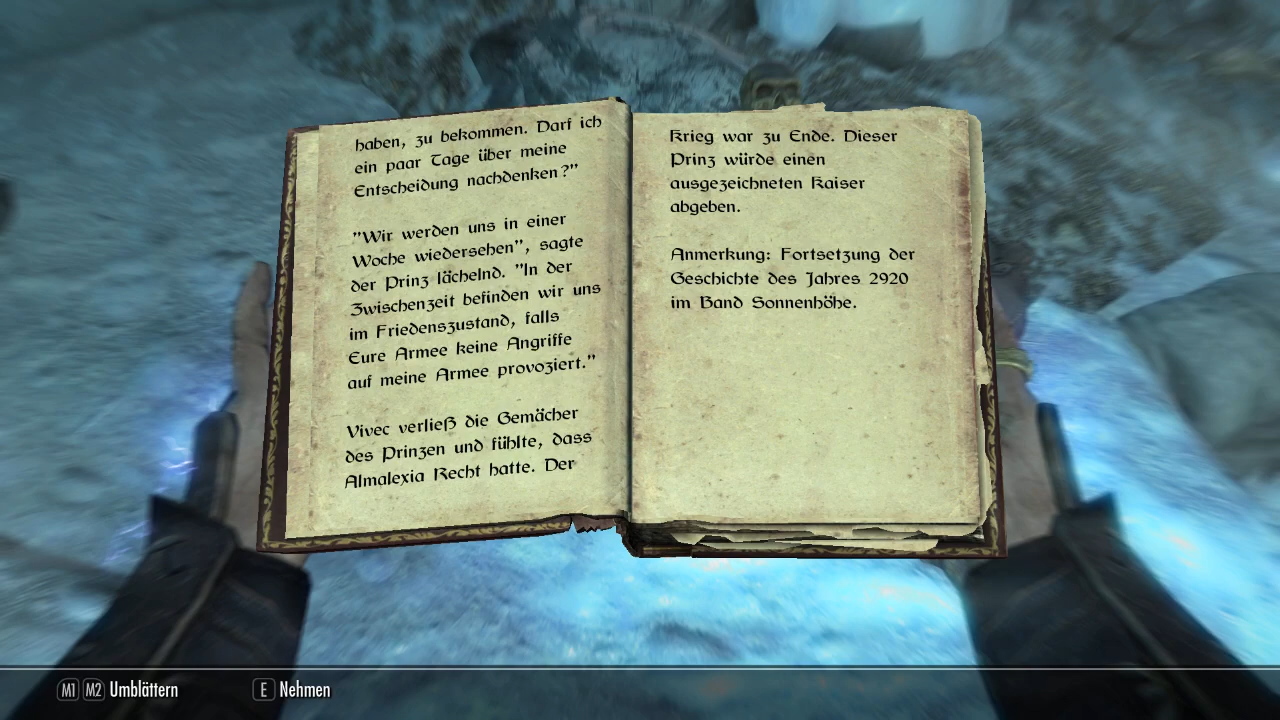 haben, zu bekommen. Darf ich
ein paar Tage über meine
Entscheidung nachdenken?"
"Wir werden uns in einer
Woche wiedersehen", sagte
der Prinz lächelnd. "In der
Zwischenzeit befinden wir uns
im Friedenszustand, falls
Eure Armee keine Angriffe
auf meine Armee provoziert."
Vivec verließ die Gemächer
des Prinzen und fühlte, dass
Almalexia Recht hatte. Der
Krieg war zu Ende. Dieser
Prinz würde einen
ausgezeichneten Kaiser
abgeben.
Anmerkung: Fortsetzung der
Geschichte des Jahres 2920
im Band Sonnenhöhe.
M1 M2 Umblättern
E Nehmen